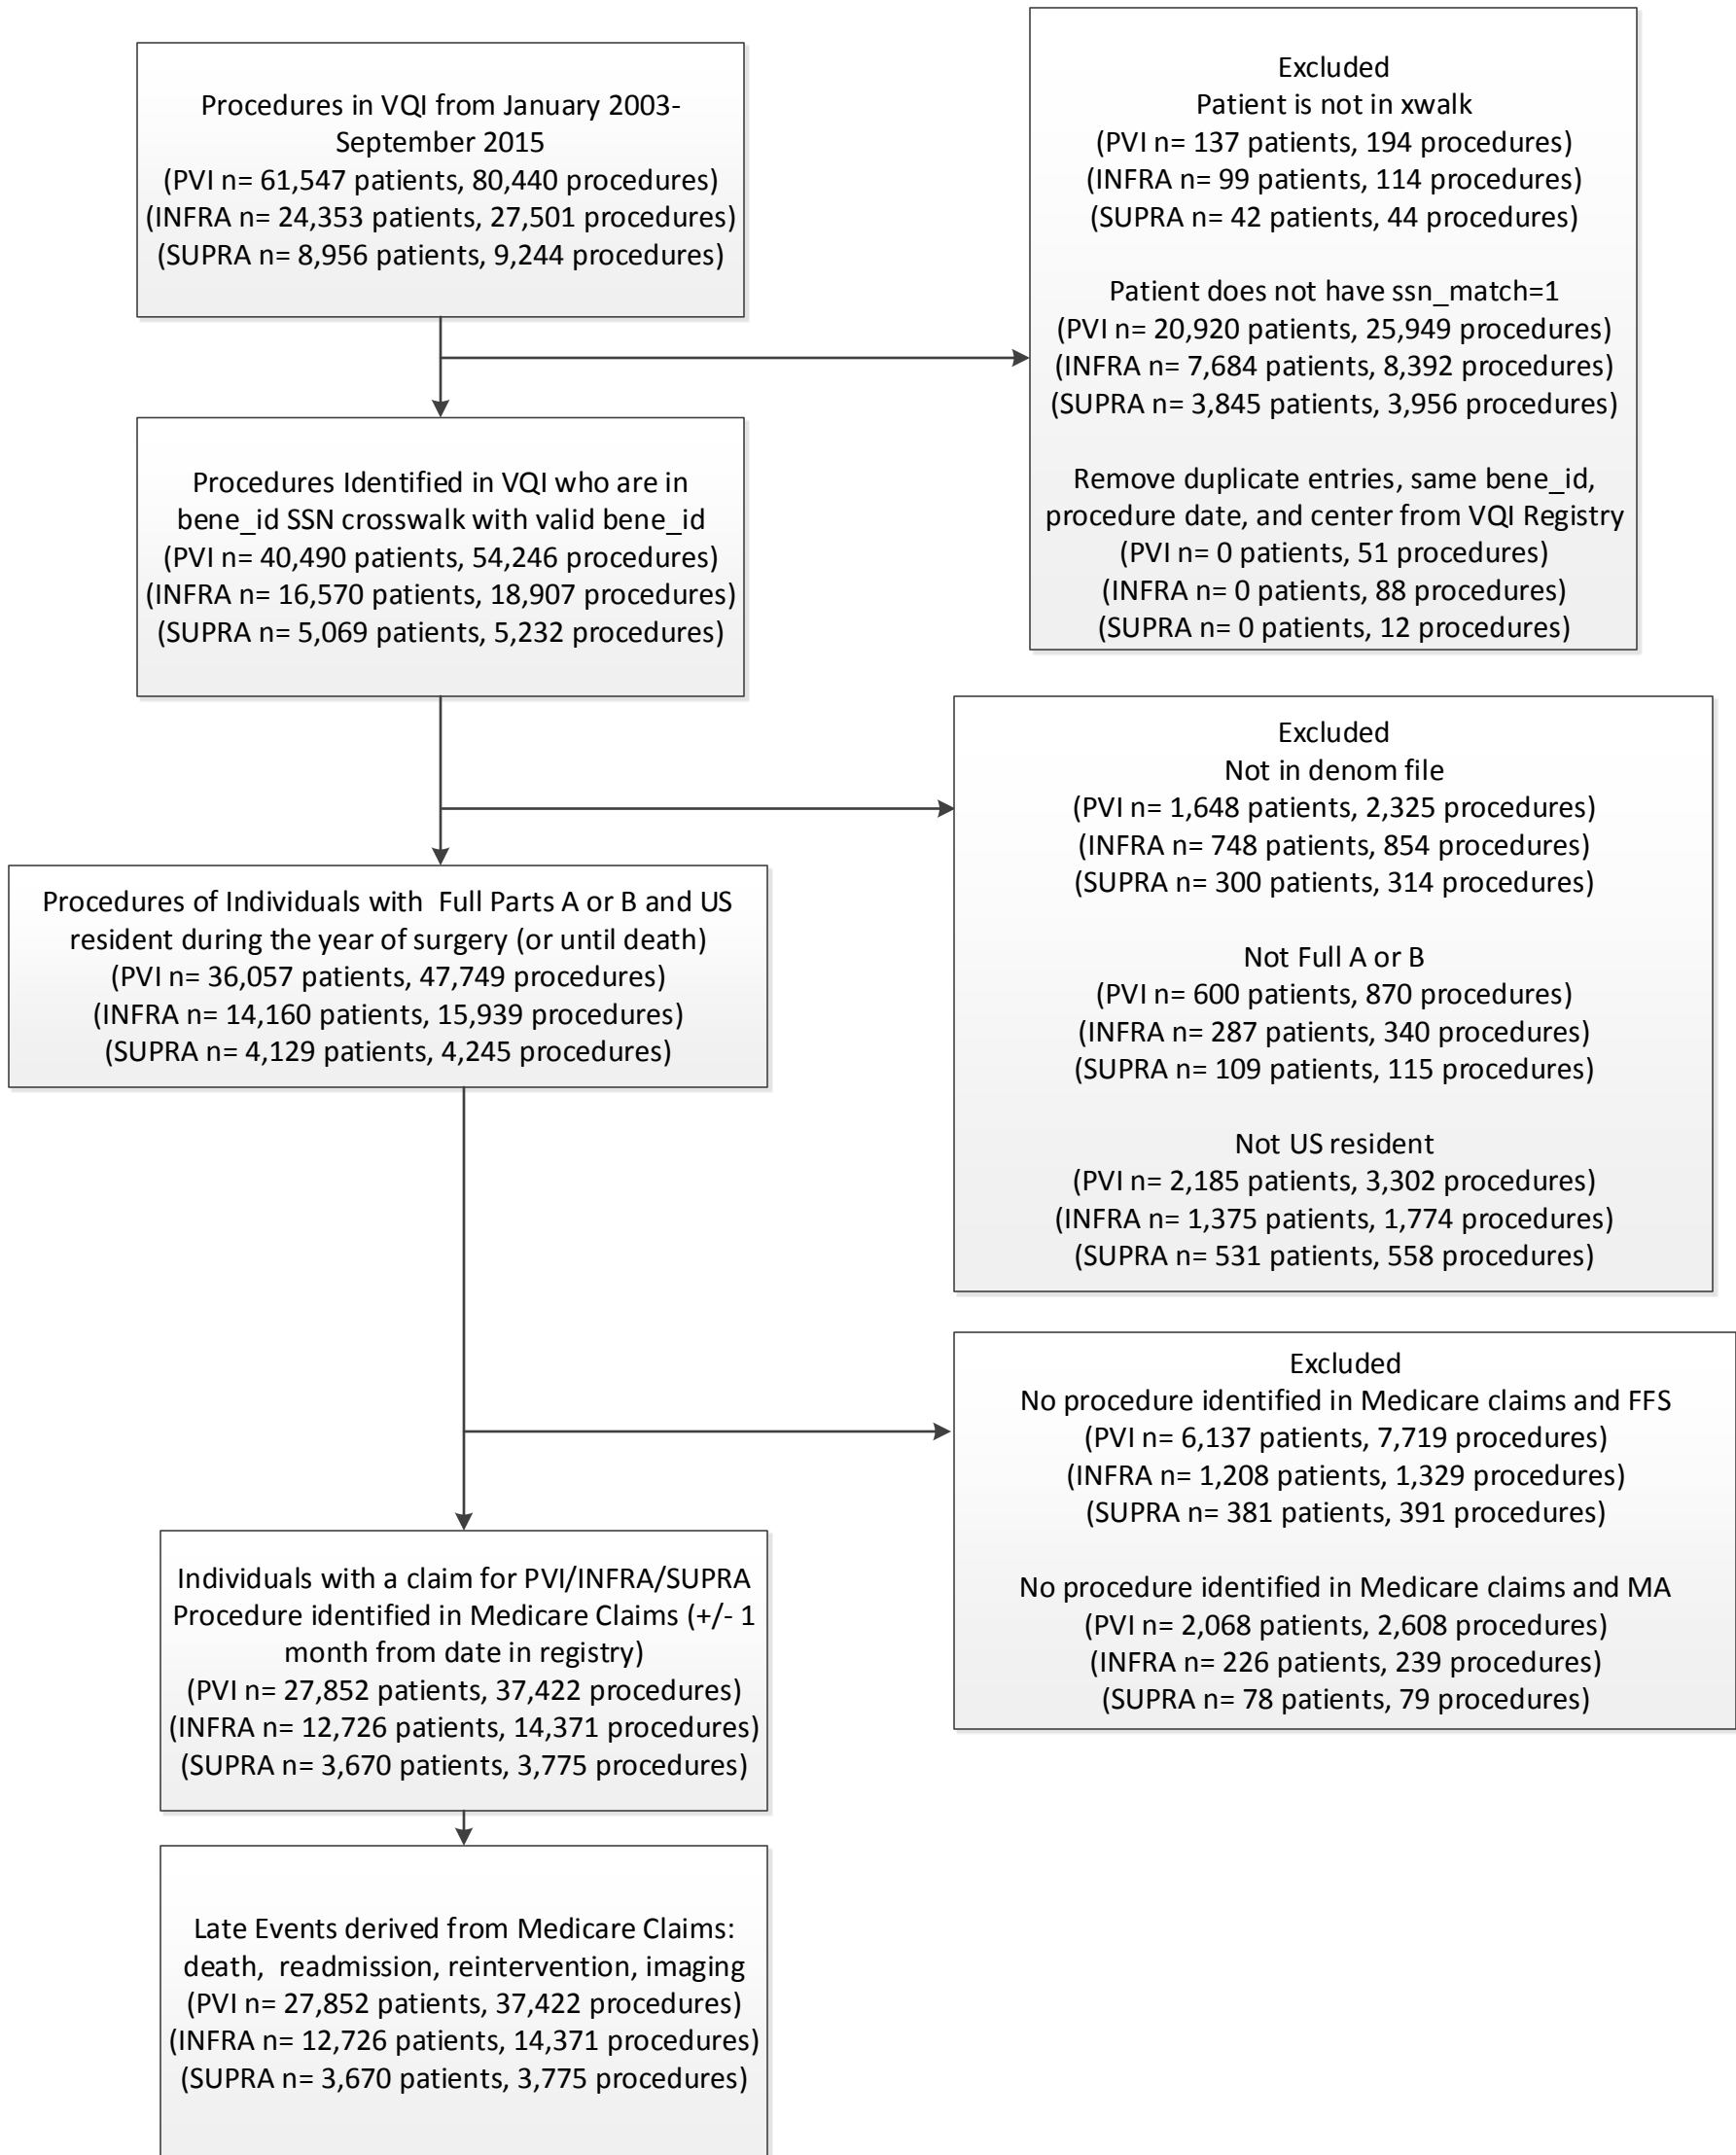 Procedures in VQI from January 2003-
September 2015
(PVI n= 61,547 patients, 80,440 procedures)
(INFRA n= 24,353 patients, 27,501 procedures)
(SUPRA n= 8,956 patients, 9,244 procedures)
Excluded
Patient is not in xwalk
(PVI n= 137 patients, 194 procedures)
(INFRA n= 99 patients, 114 procedures)
(SUPRA n= 42 patients, 44 procedures)
Patient does not have ssn_match=1
(PVI n= 20,920 patients, 25,949 procedures)
(INFRA n= 7,684 patients, 8,392 procedures)
(SUPRA n= 3,845 patients, 3,956 procedures)
Remove duplicate entries, same bene_id,
procedure date, and center from VQI Registry
(PVI n= 0 patients, 51 procedures)
(INFRA n= 0 patients, 88 procedures)
(SUPRA n= 0 patients, 12 procedures)
Procedures Identified in VQI who are in
bene_id SSN crosswalk with valid bene_id
(PVI n= 40,490 patients, 54,246 procedures)
(INFRA n= 16,570 patients, 18,907 procedures)
(SUPRA n= 5,069 patients, 5,232 procedures)
Excluded
Not in denom file
(PVI n= 1,648 patients, 2,325 procedures)
(INFRA n= 748 patients, 854 procedures)
(SUPRA n= 300 patients, 314 procedures)
Not Full A or B
(PVI n= 600 patients, 870 procedures)
(INFRA n= 287 patients, 340 procedures)
(SUPRA n= 109 patients, 115 procedures)
Not US resident
(PVI n= 2,185 patients, 3,302 procedures)
(INFRA n= 1,375 patients, 1,774 procedures)
(SUPRA n= 531 patients, 558 procedures)
Procedures of Individuals with Full Parts A or B and US
resident during the year of surgery (or until death)
(PVI n= 36,057 patients, 47,749 procedures)
(INFRA n= 14,160 patients, 15,939 procedures)
(SUPRA n= 4,129 patients, 4,245 procedures)
Excluded
No procedure identified in Medicare claims and FFS
(PVI n= 6,137 patients, 7,719 procedures)
(INFRA n= 1,208 patients, 1,329 procedures)
(SUPRA n= 381 patients, 391 procedures)
No procedure identified in Medicare claims and MA
(PVI n= 2,068 patients, 2,608 procedures)
(INFRA n= 226 patients, 239 procedures)
(SUPRA n= 78 patients, 79 procedures)
Individuals with a claim for PVI/INFRA/SUPRA
Procedure identified in Medicare Claims (+/- 1
month from date in registry)
(PVI n= 27,852 patients, 37,422 procedures)
(INFRA n= 12,726 patients, 14,371 procedures)
(SUPRA n= 3,670 patients, 3,775 procedures)
Late Events derived from Medicare Claims:
death, readmission, reintervention, imaging
(PVI n= 27,852 patients, 37,422 procedures)
(INFRA n= 12,726 patients, 14,371 procedures)
(SUPRA n= 3,670 patients, 3,775 procedures)